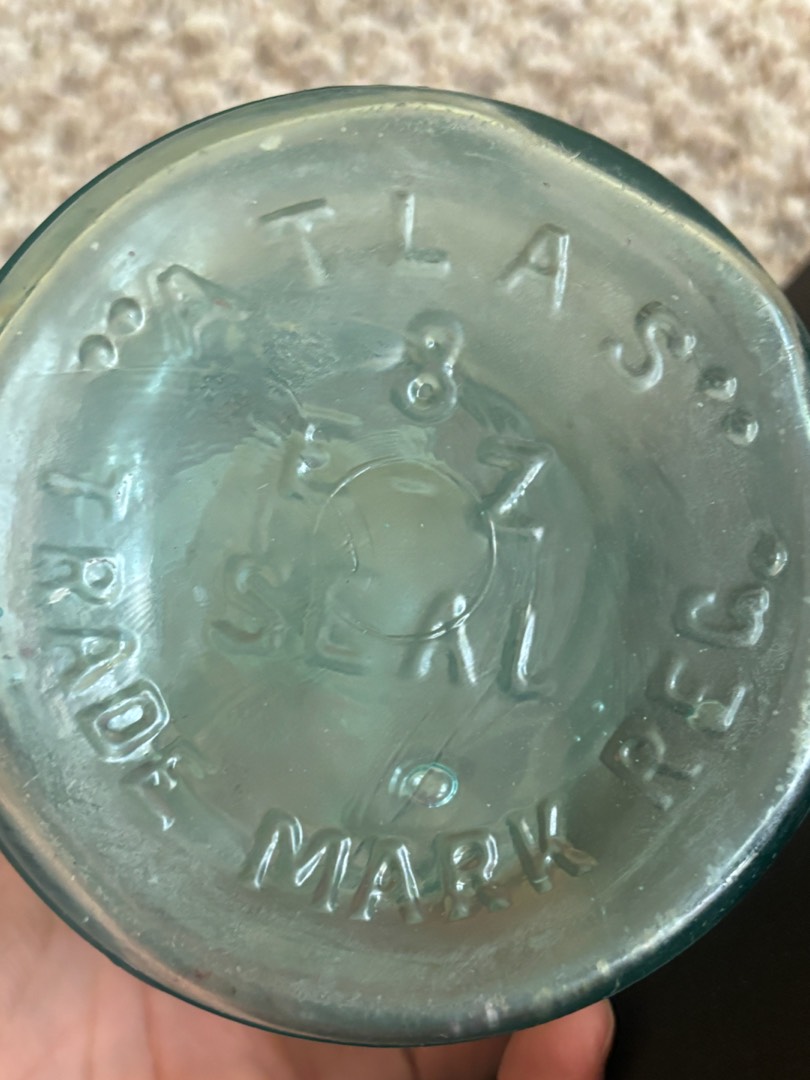 "ATLAS"
8
E Z
SEAL
TRADE MARK REG.